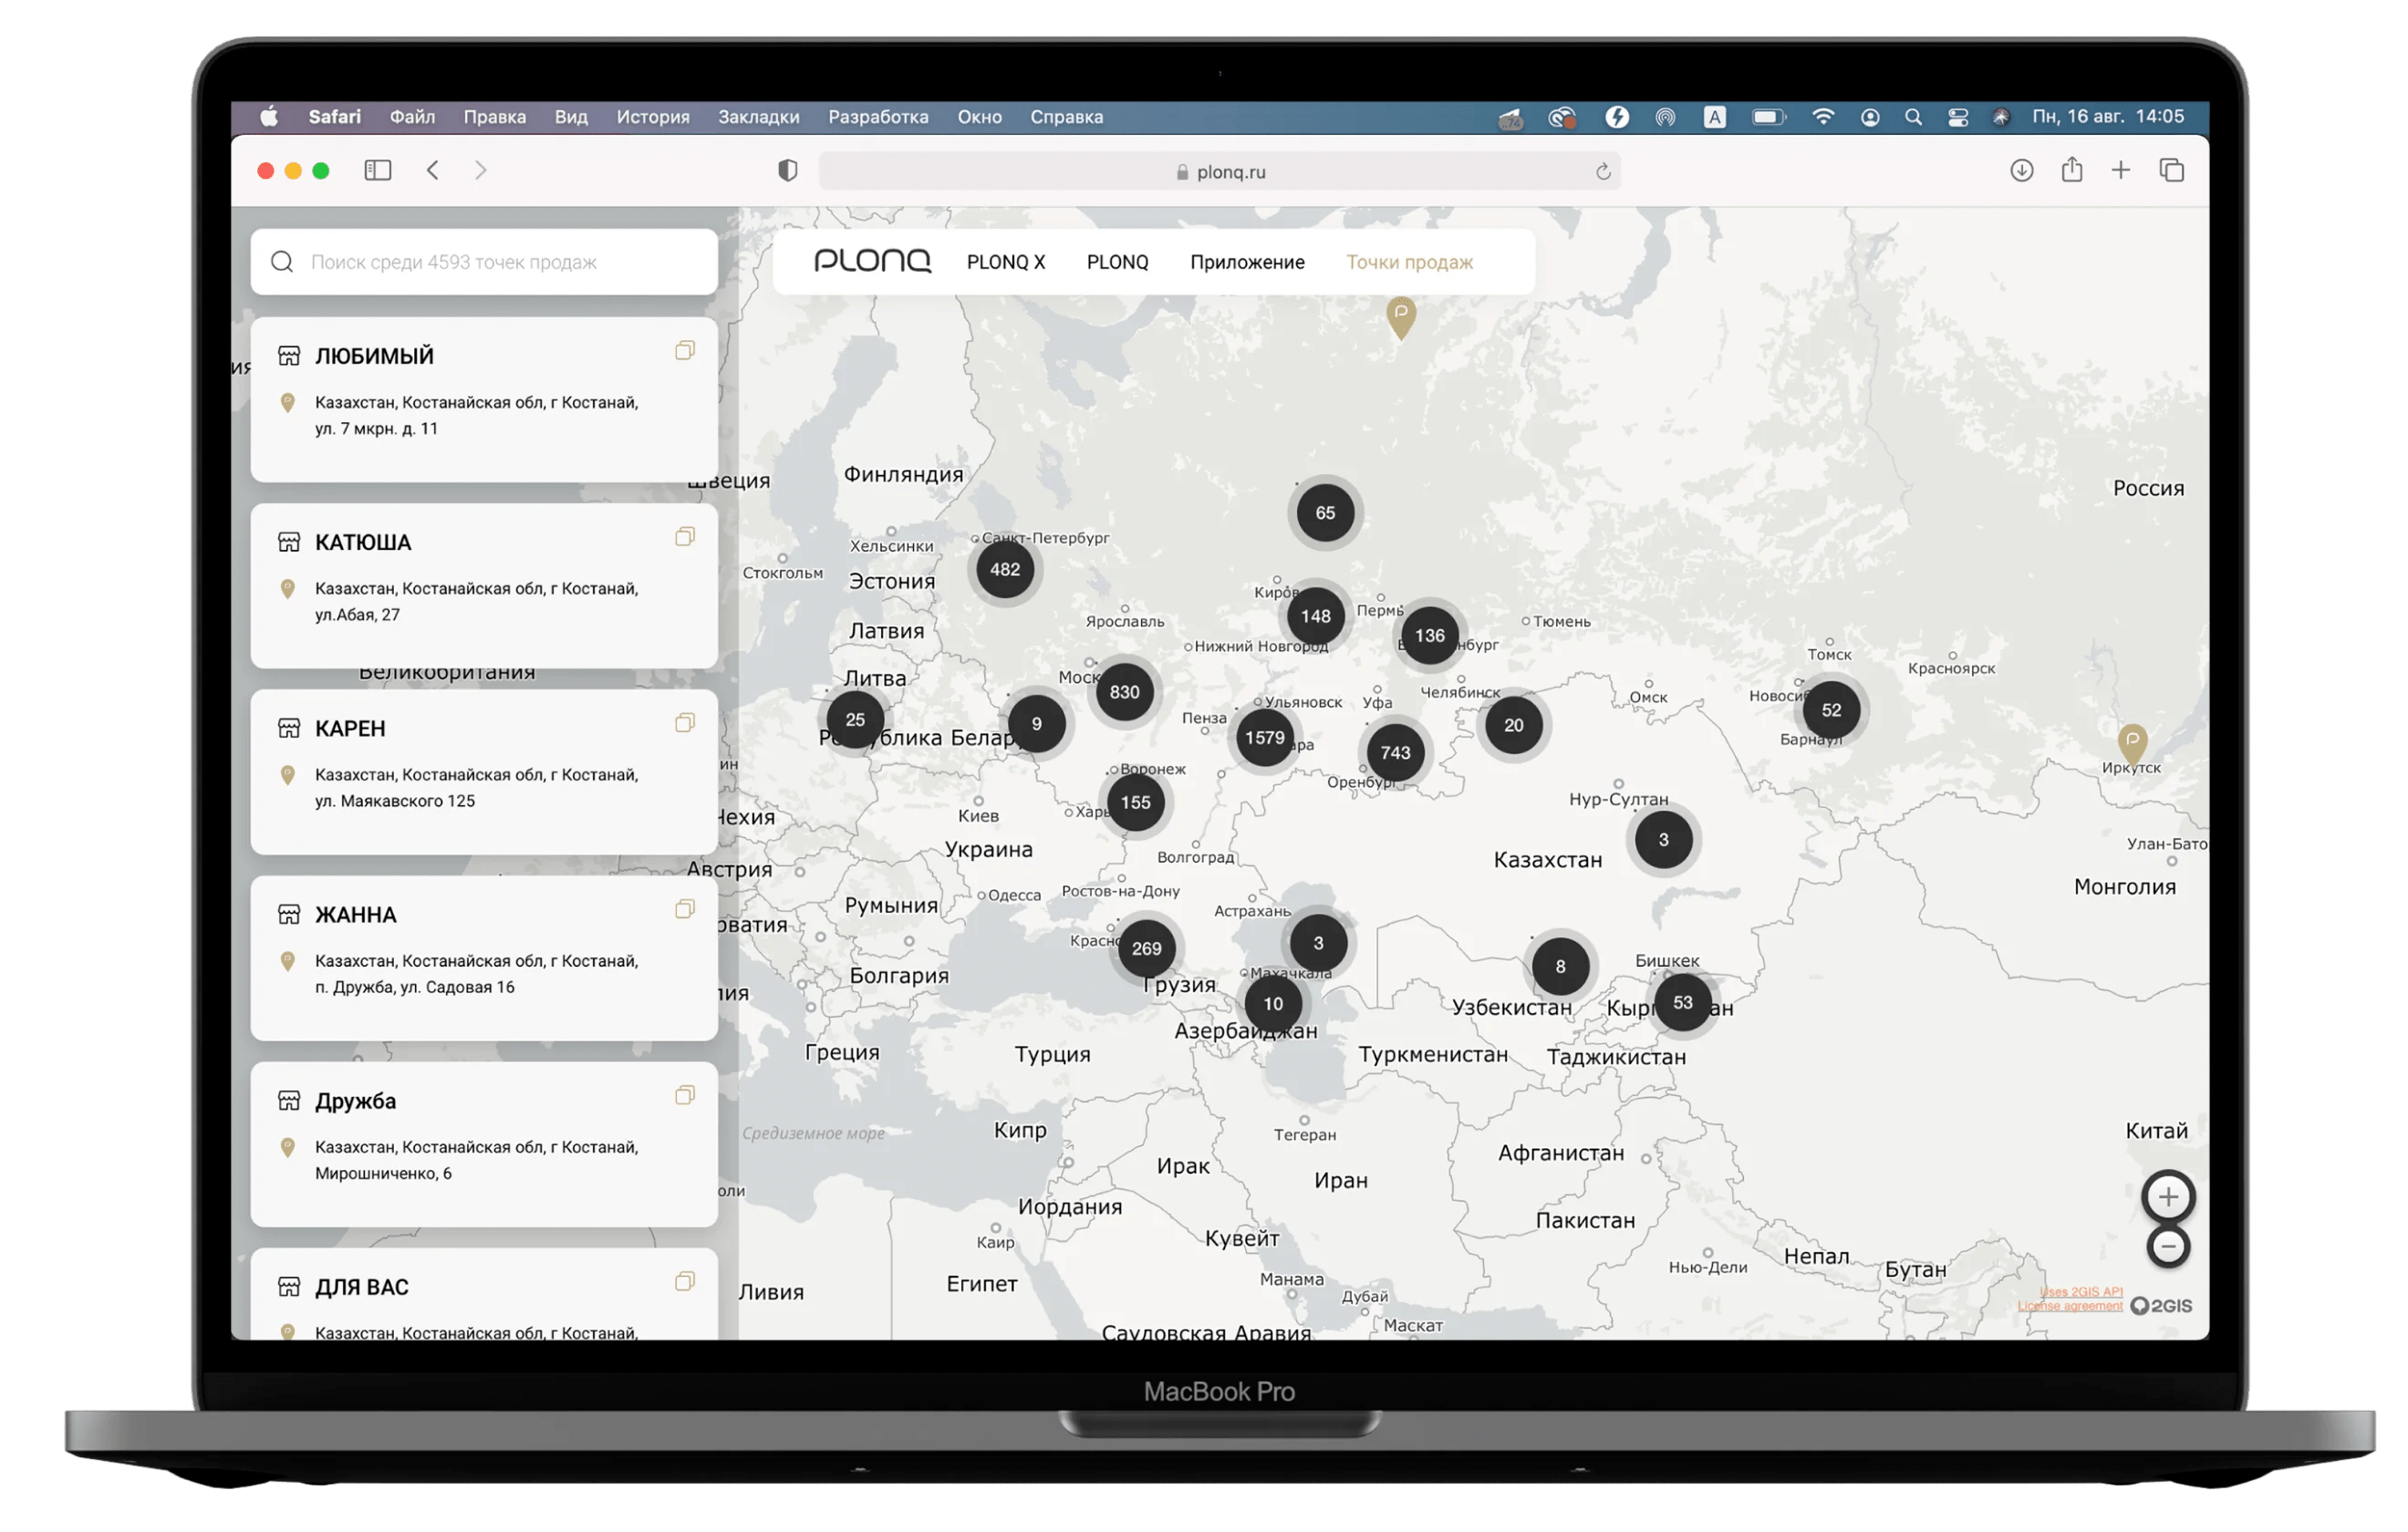 Safari Файл Правка Вид История Закладки Разработка Окно Справка
A
Пн, 16 авг. 14:05
plonq.ru
Поиск среди 4593 точек продаж
PLONQ PLONQ X PLONQ Приложение Точки продаж
ЛЮБИМЫЙ
Казахстан, Костанайская обл, г Костанай,
ул. 7 мкрн. д. 11
КАТЮША
Казахстан, Костанайская обл, г Костанай,
ул.Абая, 27
КАРЕН
Казахстан, Костанайская обл, г Костанай,
ул. Маякавского 125
ЖАННА
Казахстан, Костанайская обл, г Костанай,
п. Дружба, ул. Садовая 16
Дружба
Казахстан, Костанайская обл, г Костанай,
Мирошниченко, 6
ДЛЯ ВАС
Казахстан, Костанайская обл, г Костанай,
Великобритания
Швеция
Финляндия
Россия
65
Санкт-Петербург
Хельсинки
482
Стокгольм
Эстония
Киров
148
Пермь
Ярославль
Тюмень
Латвия
136
Нижний Новгород
Томск
Красноярск
Литва
830
Челябинск
Омск
52
Ульяновск
Уфа
Пенза
25
9
20
1579
743
Барнаул
Иркутск
Воронеж
Оренбург
155
Нур-Султан
Киев
3
Украина
Волгоград
Казахстан
Улан-Бато
Монголия
Чехия
Австрия
Ростов-на-Дону
Одесса
Румыния
Астрахань
269
3
8
Бишкек
Болгария
Махачкала
Грузия
10
53
Узбекистан
Азербайджан
Греция
Турция
Туркменистан
Таджикистан
Средиземное море
Кипр
Тегеран
Китай
Афганистан
Ирак
Иран
Иордания
Пакистан
Каир
Кувейт
Нью-Дели
Непал
Бутан
Египет
Манама
Ливия
Дубай
Маскат
Саудовская Аравия
Uses 2GIS API
License agreement
2GIS
MacBook Pro